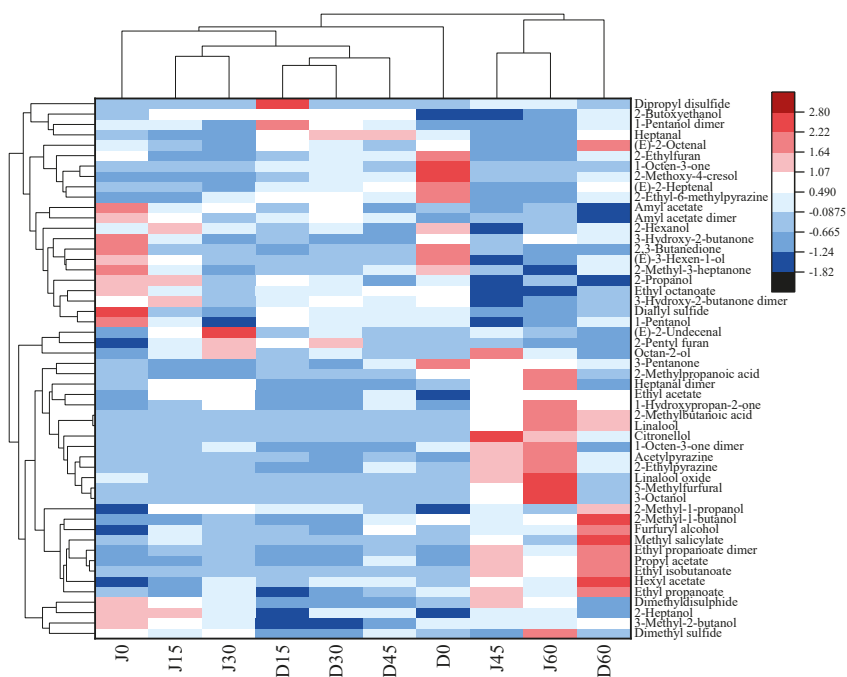 Dipropyl disulfide
2-Butoxyethanol
1-Pentanol dimer
Heptanal
(E)-2-Octenal
2-Ethylfuran
1-Octen-3-one
2-Methoxy-4-cresol
(E)-2-Heptenal
2-Ethyl-6-methylpyrazine
Amyl acetate
Amyl acetate dimer
2-Hexanol
3-Hydroxy-2-butanone
2,3-Butanedione
(E)-3-Hexen-1-ol
2-Methyl-3-heptanone
2-Propanol
Ethyl octanoate
3-Hydroxy-2-butanone dimer
Diallyl sulfide
1-Pentanol
(E)-2-Undecenal
2-Pentyl furan
Octan-2-ol
3-Pentanone
2-Methylpropanoic acid
Heptanal dimer
Ethyl acetate
1-Hydroxypropan-2-one
2-Methylbutanoic acid
Linalool
Citronellol
1-Octen-3-one dimer
Acetylpyrazine
2-Ethylpyrazine
Linalool oxide
5-Methylfurfural
3-Octanol
2-Methyl-1-propanol
2-Methyl-1-butanol
Furfuryl alcohol
Methyl salicylate
Ethyl propanoate dimer
Propyl acetate
Ethyl isobutanoate
Hexyl acetate
Ethyl propanoate
Dimethyldisulphide
2-Heptanol
3-Methyl-2-butanol
Dimethyl sulfide
2.80
2.22
1.64
1.07
0.490
-0.0875
-0.665
-1.24
-1.82
J0
J15
J30
D15
D30
D45
D0
J45
J60
D60